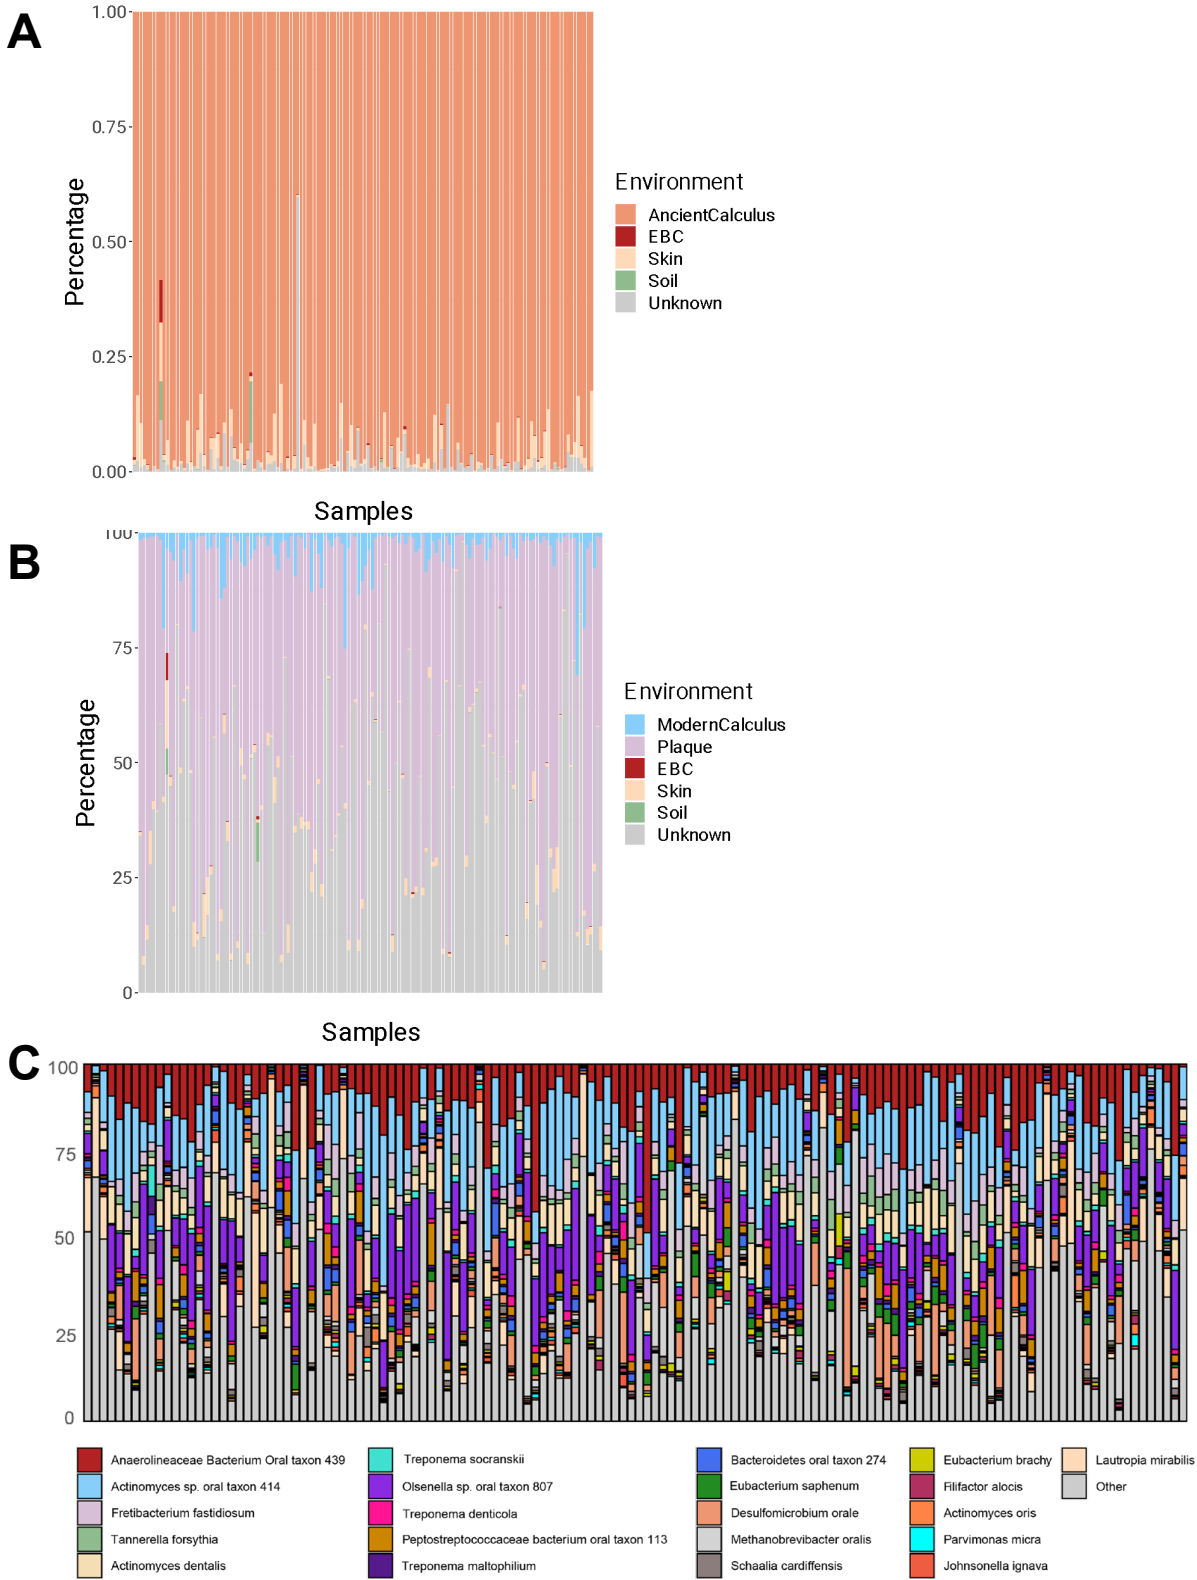 A
1.00
0.75
0.50
0.25
0.00
Percentage
Samples
Environment
AncientCalculus
EBC
Skin
Soil
Unknown
B
100
75
50
25
0
Percentage
Samples
Environment
ModernCalculus
Plaque
EBC
Skin
Soil
Unknown
C
100
75
50
25
0
Anaerolineaceae Bacterium Oral taxon 439
Actinomyces sp. oral taxon 414
Fretibacterium fastidiosum
Tannerella forsythia
Actinomyces dentalis
Treponema socranskii
Olsenella sp. oral taxon 807
Treponema denticola
Peptostreptococcaceae bacterium oral taxon 113
Treponema maltophilium
Bacteroidetes oral taxon 274
Eubacterium saphenum
Desulfomicrobium orale
Methanobrevibacter oralis
Schaalia cardiffensis
Eubacterium brachy
Filifactor alocis
Actinomyces oris
Parvimonas micra
Johnsonella ignava
Lautropia mirabilis
Other